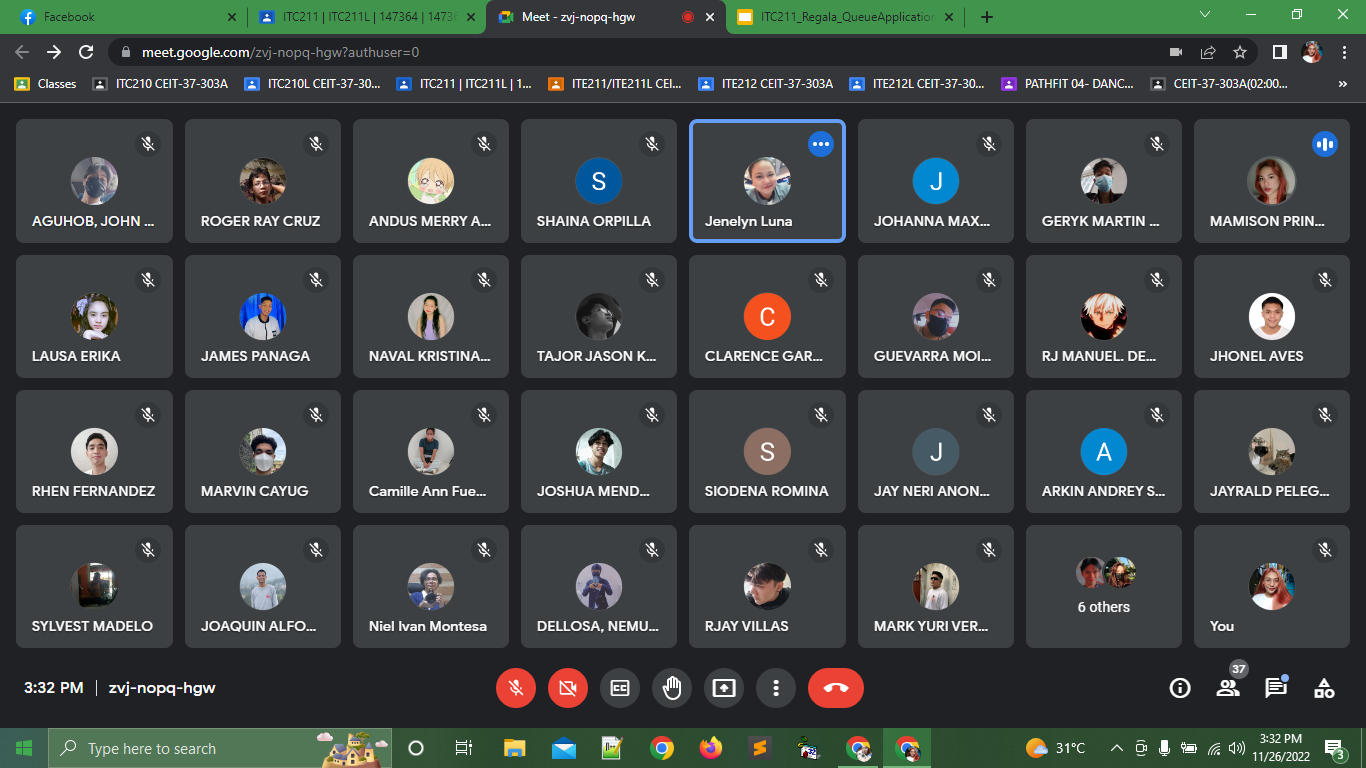 Facebook
ITC211 | ITC211L | 147364 | 1473
Meet - zvj-nopq-hgw
ITC211_Regala_QueueApplication
meet.google.com/zvj-nopq-hgw?authuser=0
Classes
ITC210 CEIT-37-303A
ITC210L CEIT-37-30...
ITC211 | ITC211L | 1...
ITE211/ITE211L CEI...
ITE212 CEIT-37-303A
ITE212L CEIT-37-30...
PATHFIT 04- DANC...
CEIT-37-303A(02:00...
»
AGUHOB, JOHN ...
ROGER RAY CRUZ
ANDUS MERRY A...
S
SHAINA ORPILLA
Jenelyn Luna
J
JOHANNA MAX...
GERYK MARTIN ...
MAMISON PRIN...
LAUSA ERIKA
JAMES PANAGA
NAVAL KRISTINA...
TAJOR JASON K...
C
CLARENCE GAR...
GUEVARRA MOI...
RJ MANUEL. DE...
JHONEL AVES
RHEN FERNANDEZ
MARVIN CAYUG
Camille Ann Fue...
JOSHUA MEND...
S
SIODENA ROMINA
J
JAY NERI ANON...
A
ARKIN ANDREY S...
JAYRALD PELEG...
SYLVEST MADELO
JOAQUIN ALFO...
Niel Ivan Montesa
DELLOSA, NEMU...
RJAY VILLAS
MARK YURI VER...
6 others
You
3:32 PM | zvj-nopq-hgw
CC
37
Type here to search
31°C
3:32 PM
11/26/2022
3